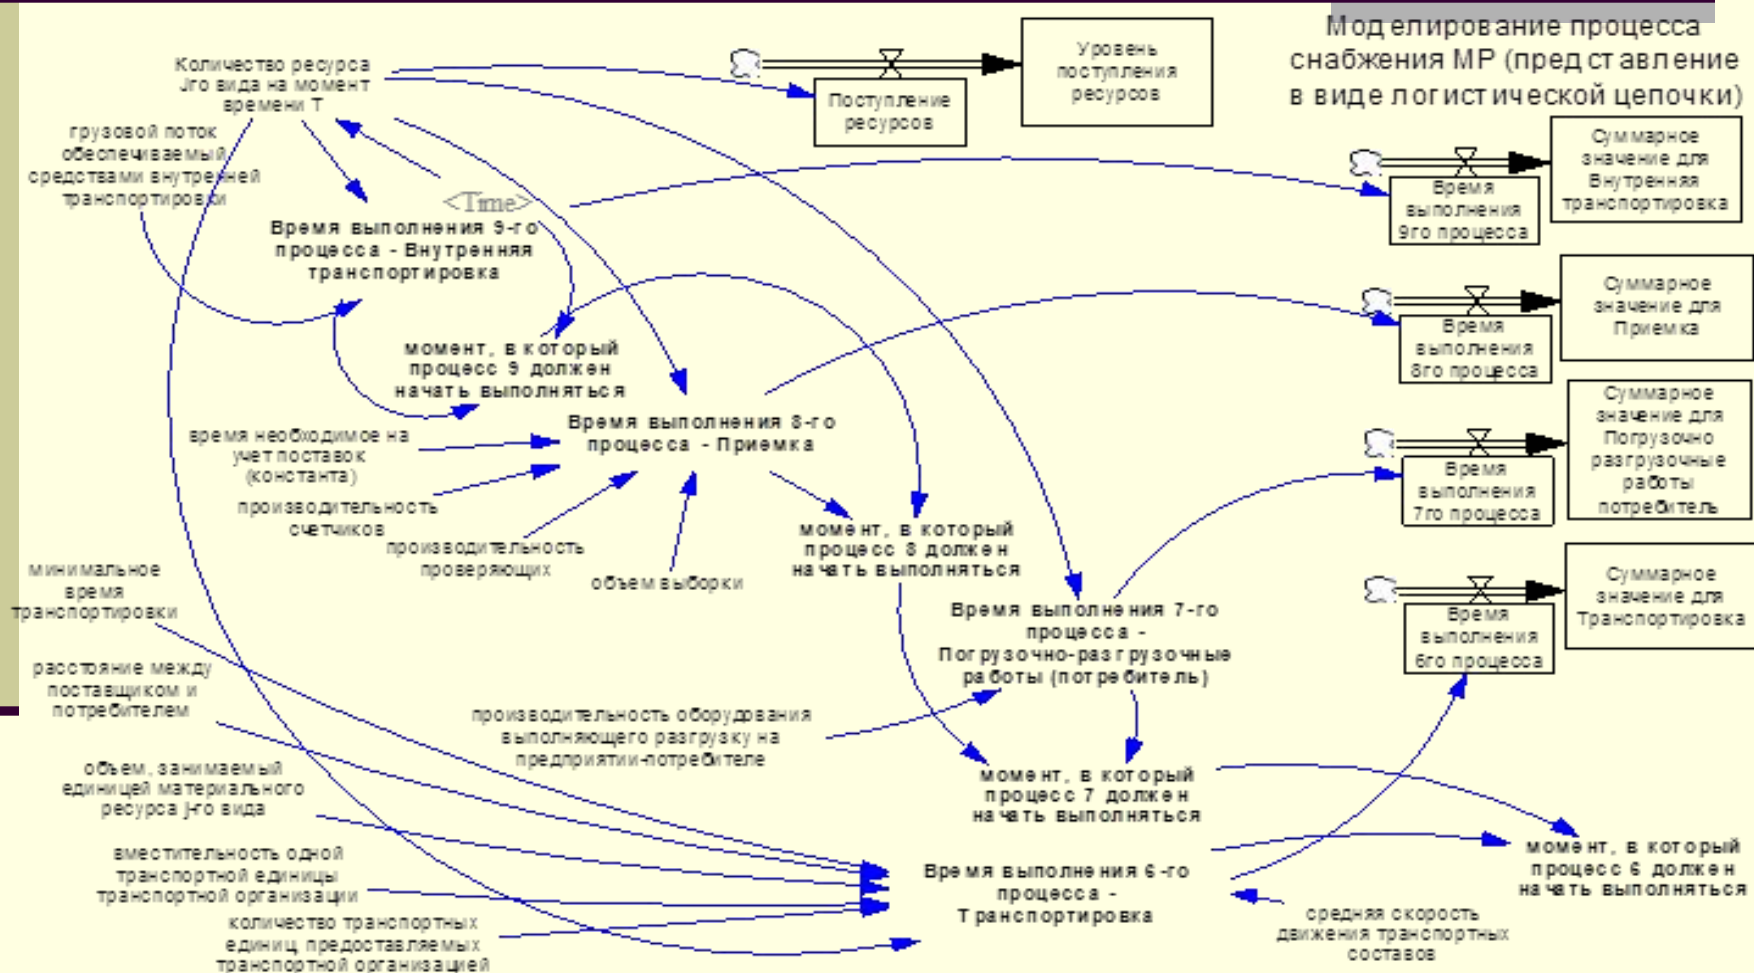 Моделирование процесса
снабжения МР (представление
в виде логистической цепочки)
Количество ресурса
Jго вида на момент
времени Т
Поступление
ресурсов
Уровень
поступления
ресурсов
грузовой поток
обеспечиваемый
средствами внутренней
транспортировки
<Time>
Время выполнения 9-го
процесса - Внутренняя
транспортировка
Время
выполнения
9го процесса
Суммарное
значение для
Внутренняя
транспортировка
момент, в который
процесс 9 должен
начать выполняться
Время
выполнения
8го процесса
Суммарное
значение для
Приемка
Время выполнения 8-го
процесса - Приемка
время необходимое на
учет поставок
(константа)
производительность
счетчиков
производительность
проверяющих
объем выборки
Время
выполнения
7го процесса
Суммарное
значение для
Погрузочно
разгрузочные
работы
потребитель
момент, в который
процесс 8 должен
начать выполняться
минимальное
время
транспортировки
Время выполнения 7-го
процесса -
Погрузочно-разгрузочные
работы (потребитель)
Время
выполнения
6го процесса
Суммарное
значение для
Транспортировка
расстояние между
поставщиком и
потребителем
производительность оборудования
выполняющего разгрузку на
предприятии-потребителе
объем, занимаемый
единицей материального
ресурса j-го вида
момент, в который
процесс 7 должен
начать выполняться
вместительность одной
транспортной единицы
транспортной организации
Время выполнения 6-го
процесса -
Транспортировка
момент, в который
процесс 6 должен
начать выполняться
количество транспортных
единиц, предоставляемых
транспортной организацией
средняя скорость
движения транспортных
составов